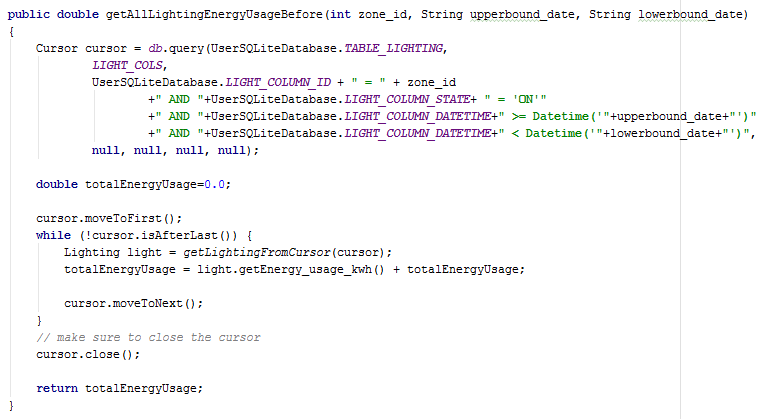 public double getAllLightingEnergyUsageBefore(int zone_id, String upperbound_date, String lowerbound_date)
{
    Cursor cursor = db.query(UserSQLiteDatabase.TABLE_LIGHTING,
            LIGHT_COLS,
            UserSQLiteDatabase.LIGHT_COLUMN_ID + " = " + zone_id
                    +" AND "+UserSQLiteDatabase.LIGHT_COLUMN_STATE+ " = 'ON'"
                    +" AND "+UserSQLiteDatabase.LIGHT_COLUMN_DATETIME+" >= Datetime('"+upperbound_date+"')"
                    +" AND "+UserSQLiteDatabase.LIGHT_COLUMN_DATETIME+" < Datetime('"+lowerbound_date+"')",
            null, null, null, null);
    double totalEnergyUsage=0.0;
    cursor.moveToFirst();
    while (!cursor.isAfterLast()) {
        Lighting light = getLightingFromCursor(cursor);
        totalEnergyUsage = light.getEnergy_usage_kwh() + totalEnergyUsage;
        cursor.moveToNext();
    }
    // make sure to close the cursor
    cursor.close();
    return totalEnergyUsage;
}